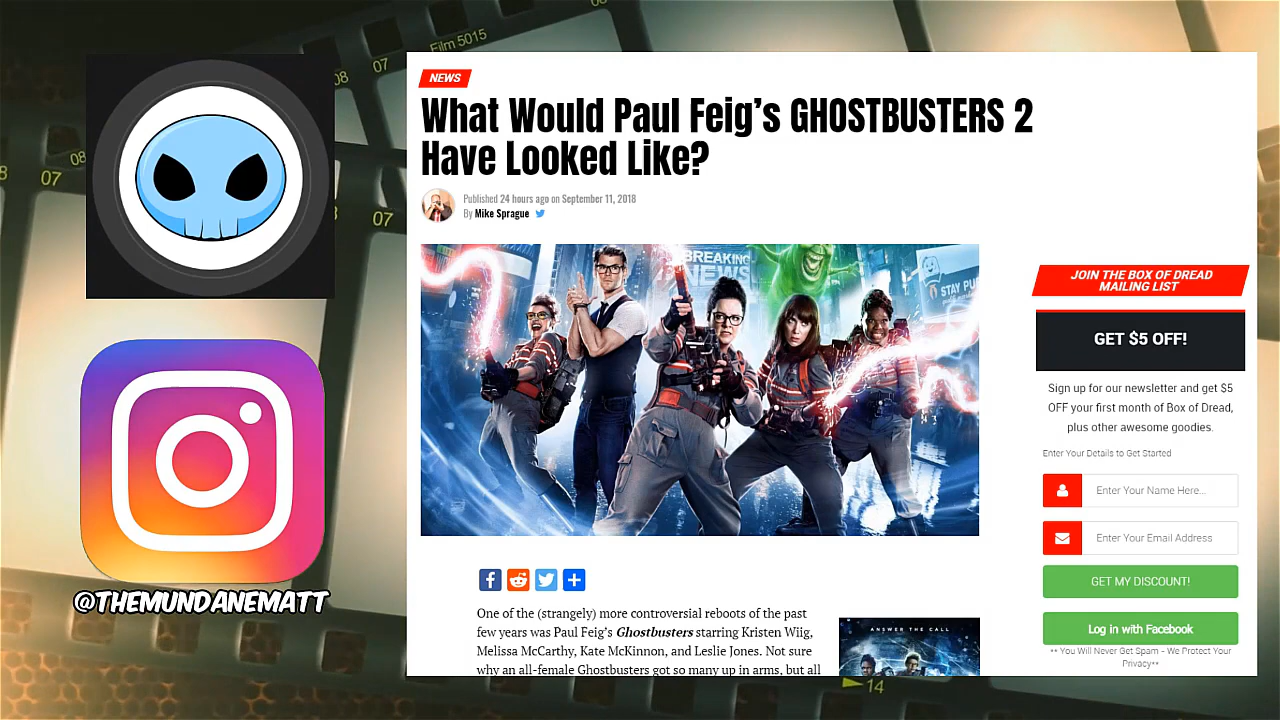 Film 5015
08
07
08
07
8
07
07
14
@THEMUNDANEMATT
NEWS
What Would Paul Feig's GHOSTBUSTERS 2
Have Looked Like?
Published 24 hours ago on September 11, 2018
By Mike Sprague
BREAKING
NEWS
STAY PU
JOIN THE BOX OF DREAD
MAILING LIST
GET $5 OFF!
Sign up for our newsletter and get $5
OFF your first month of Box of Dread,
plus other awesome goodies.
Enter Your Details to Get Started
Enter Your Name Here...
Enter Your Email Address
GET MY DISCOUNT!
Log in with Facebook
** You Will Never Get Spam - We Protect Your
Privacy**
One of the (strangely) more controversial reboots of the past
few years was Paul Feig's Ghostbusters starring Kristen Wiig,
Melissa McCarthy, Kate McKinnon, and Leslie Jones. Not sure
why an all-female Ghostbusters got so many up in arms, but all
ANSWER THE CALL